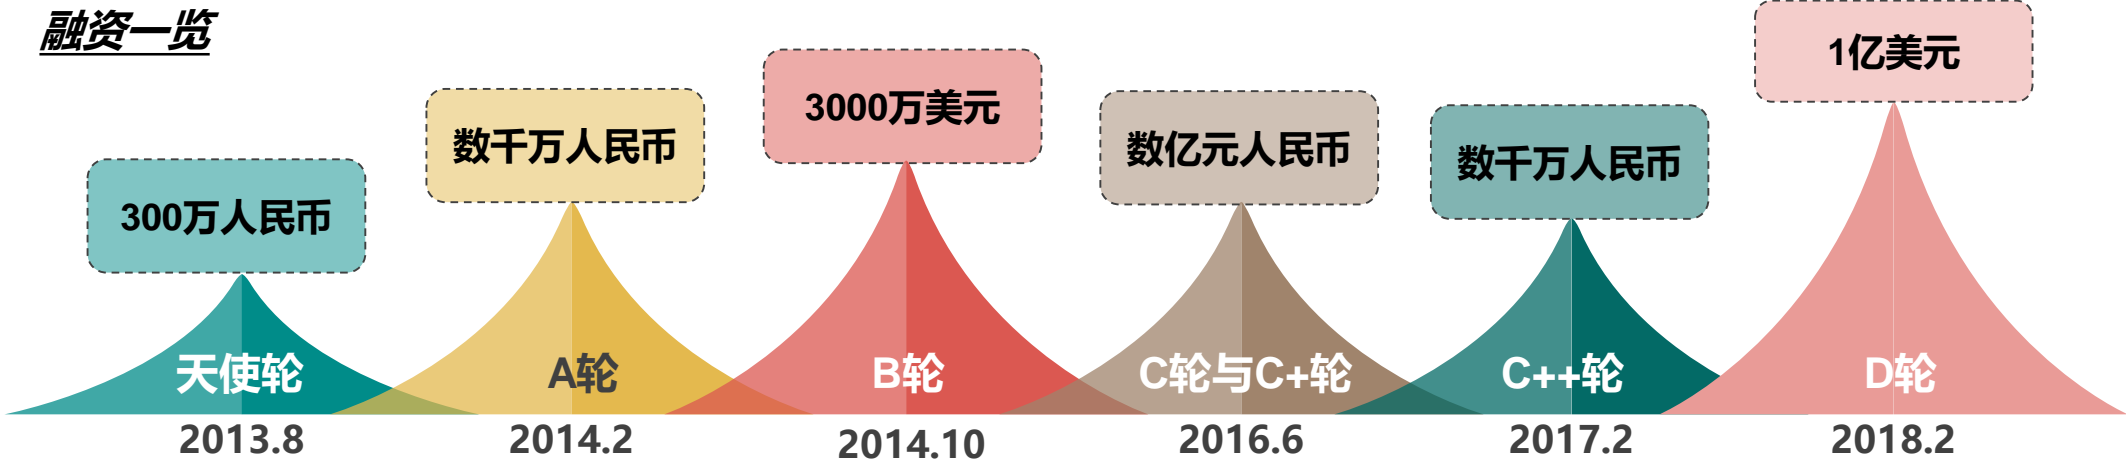 融资一览
300万人民币
数千万人民币
3000万美元
数亿元人民币
数千万人民币
1亿美元
天使轮
A轮
B轮
C轮与C+轮
C++轮
D轮
2013.8
2014.2
2014.10
2016.6
2017.2
2018.2